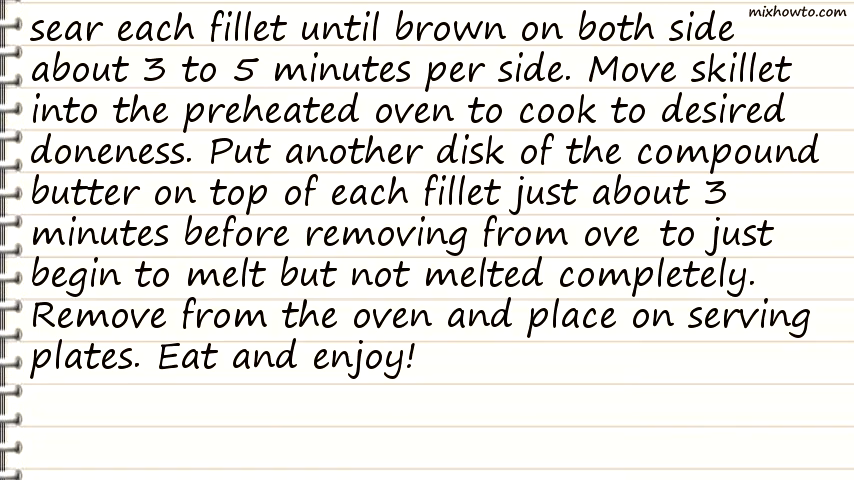 mixhowto.com
sear each fillet until brown on both side
about 3 to 5 minutes per side. Move skillet
into the preheated oven to cook to desired
doneness. Put another disk of the compound
butter on top of each fillet just about 3
minutes before removing from ove to just
begin to melt but not melted completely.
Remove from the oven and place on serving
plates. Eat and enjoy!